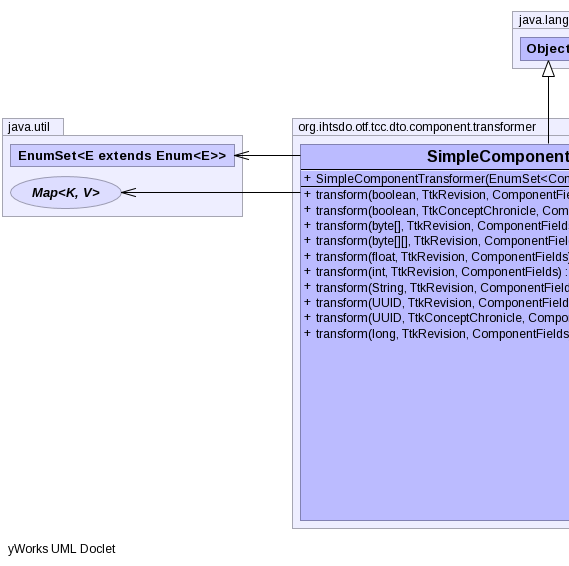 java.lang
Object
java.util
EnumSet<E extends Enum<E>>
Map<K, V>
org.ihtsdo.otf.tcc.dto.component.transformer
SimpleComponent
+ SimpleComponentTransformer(EnumSet<Con
+ transform(boolean, TtkRevision, ComponentFiel
+ transform(boolean, TtkConceptChronicle, Com
+ transform(byte[], TtkRevision, ComponentFields
+ transform(byte[][], TtkRevision, ComponentFiel
+ transform(float, TtkRevision, ComponentFields)
+ transform(int, TtkRevision, ComponentFields) :
+ transform(String, TtkRevision, ComponentField
+ transform(UUID, TtkRevision, ComponentField
+ transform(UUID, TtkConceptChronicle, Compo
+ transform(long, TtkRevision, ComponentFields
yWorks UML Doclet